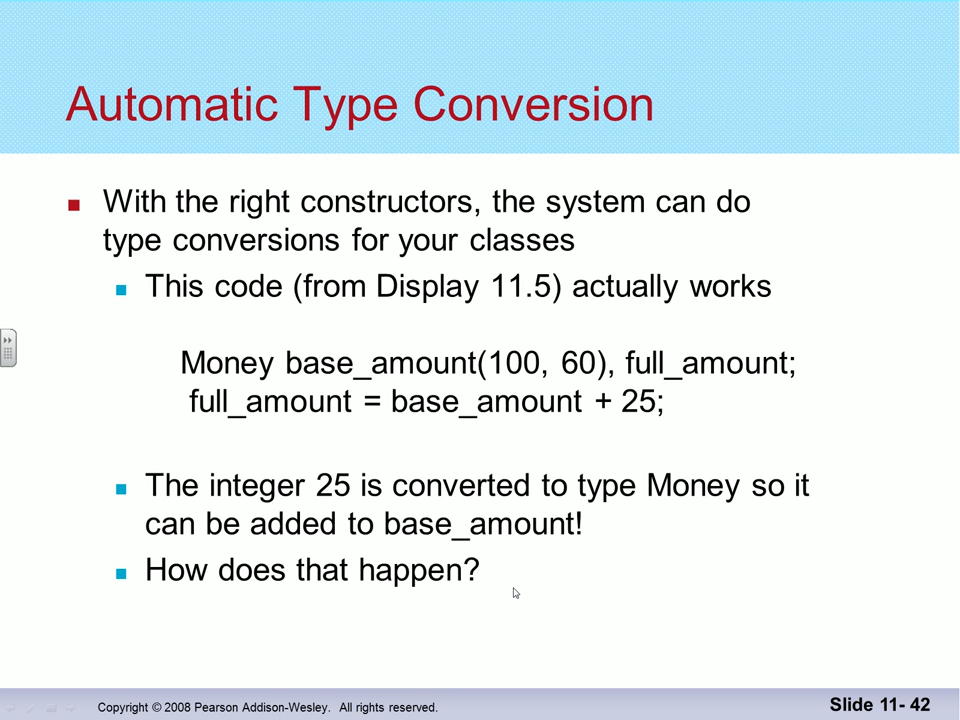 Automatic Type Conversion
With the right constructors, the system can do
type conversions for your classes
This code (from Display 11.5) actually works
Money base_amount(100, 60), full_amount;
full_amount = base_amount + 25;
The integer 25 is converted to type Money so it
can be added to base_amount!
How does that happen?
Copyright © 2008 Pearson Addison-Wesley. All rights reserved.
Slide 11- 42